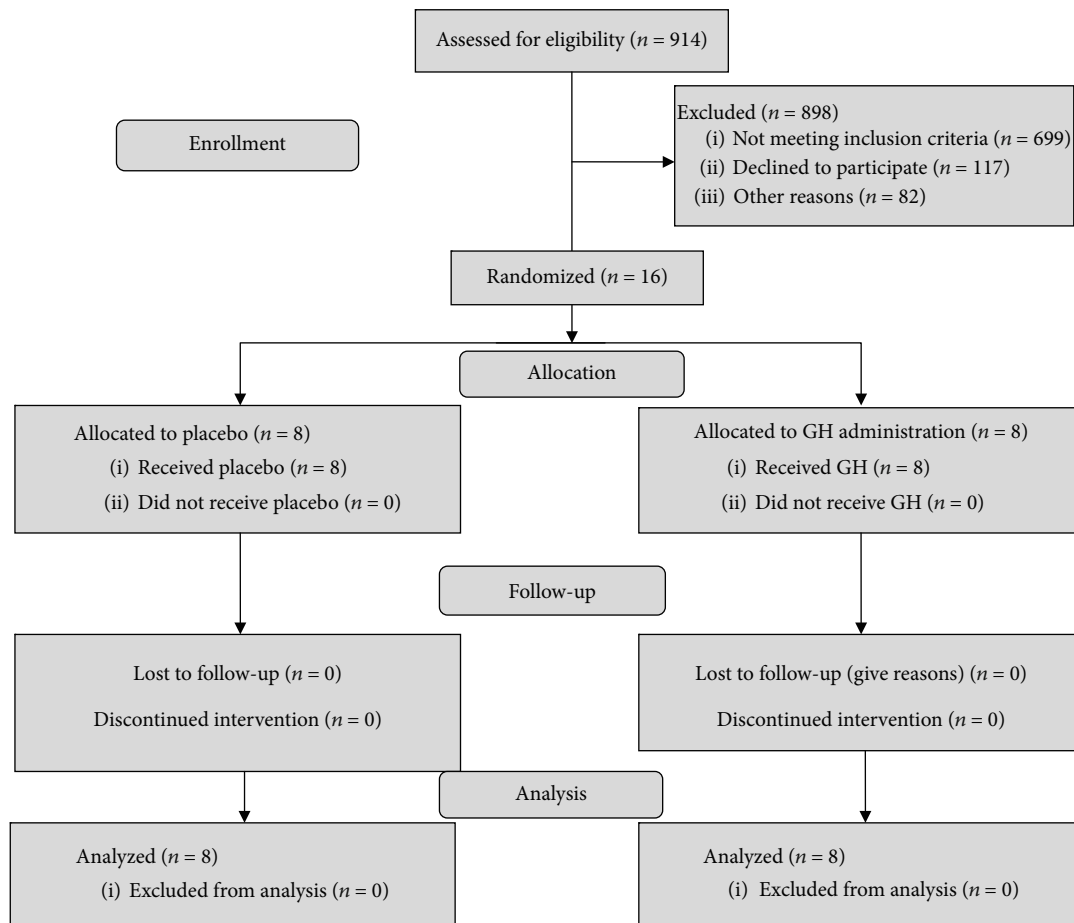 Assessed for eligibility (n = 914)
Enrollment
Excluded (n = 898)
(i) Not meeting inclusion criteria (n = 699)
(ii) Declined to participate (n = 117)
(iii) Other reasons (n = 82)
Randomized (n = 16)
Allocation
Allocated to placebo (n = 8)
(i) Received placebo (n = 8)
(ii) Did not receive placebo (n = 0)
Allocated to GH administration (n = 8)
(i) Received GH (n = 8)
(ii) Did not receive GH (n = 0)
Follow-up
Lost to follow-up (n = 0)
Discontinued intervention (n = 0)
Lost to follow-up (give reasons) (n = 0)
Discontinued intervention (n = 0)
Analysis
Analyzed (n = 8)
(i) Excluded from analysis (n = 0)
Analyzed (n = 8)
(i) Excluded from analysis (n = 0)